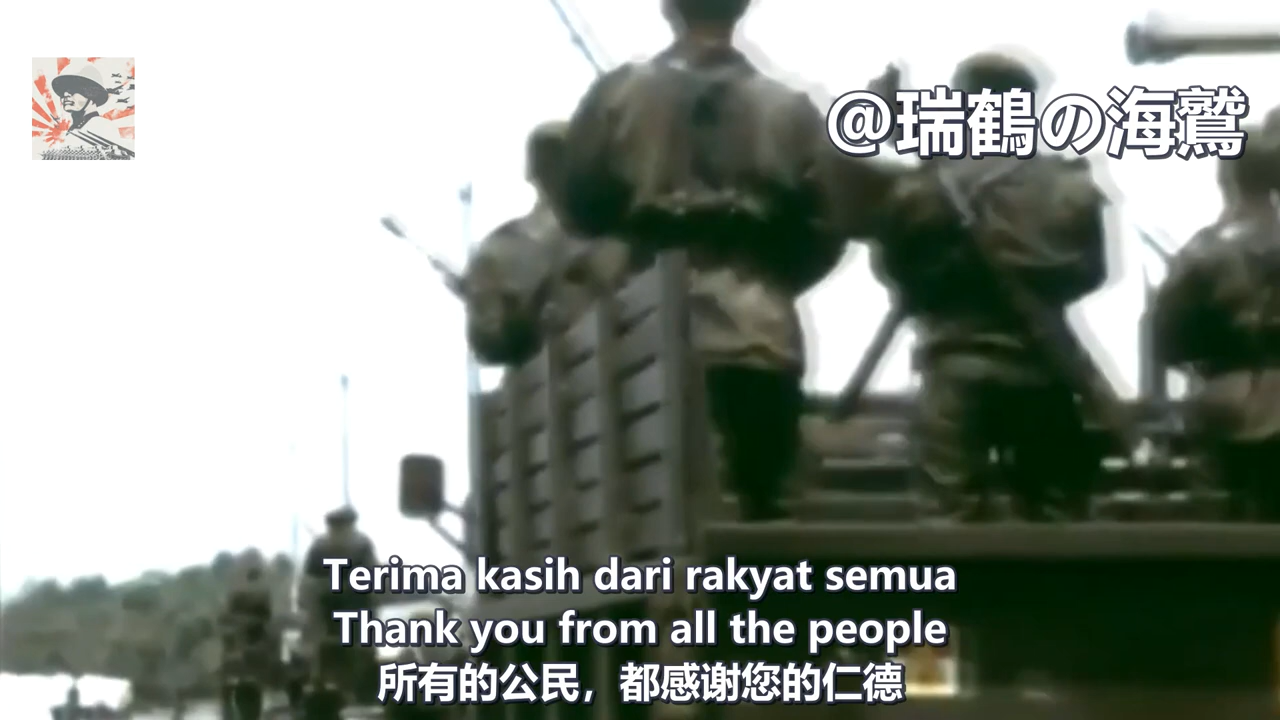 @瑞鶴の海鷲
Terima kasih dari rakyat semua
Thank you from all the people
所有的公民，都感谢您的仁德